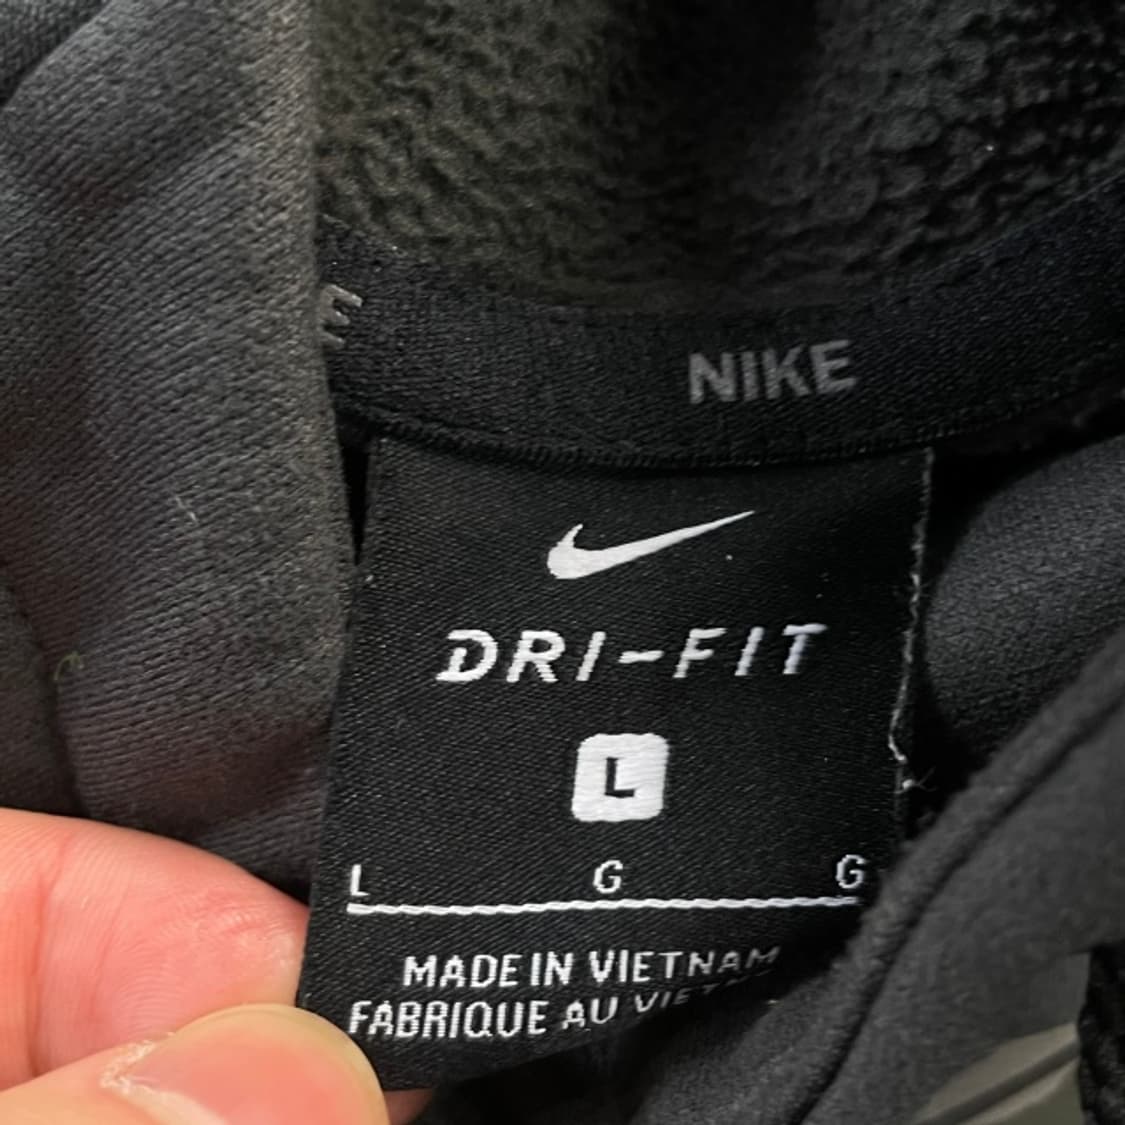 E
NIKE
DRI-FIT
L
L G G
MADE IN VIETNAM
FABRIQUE AU